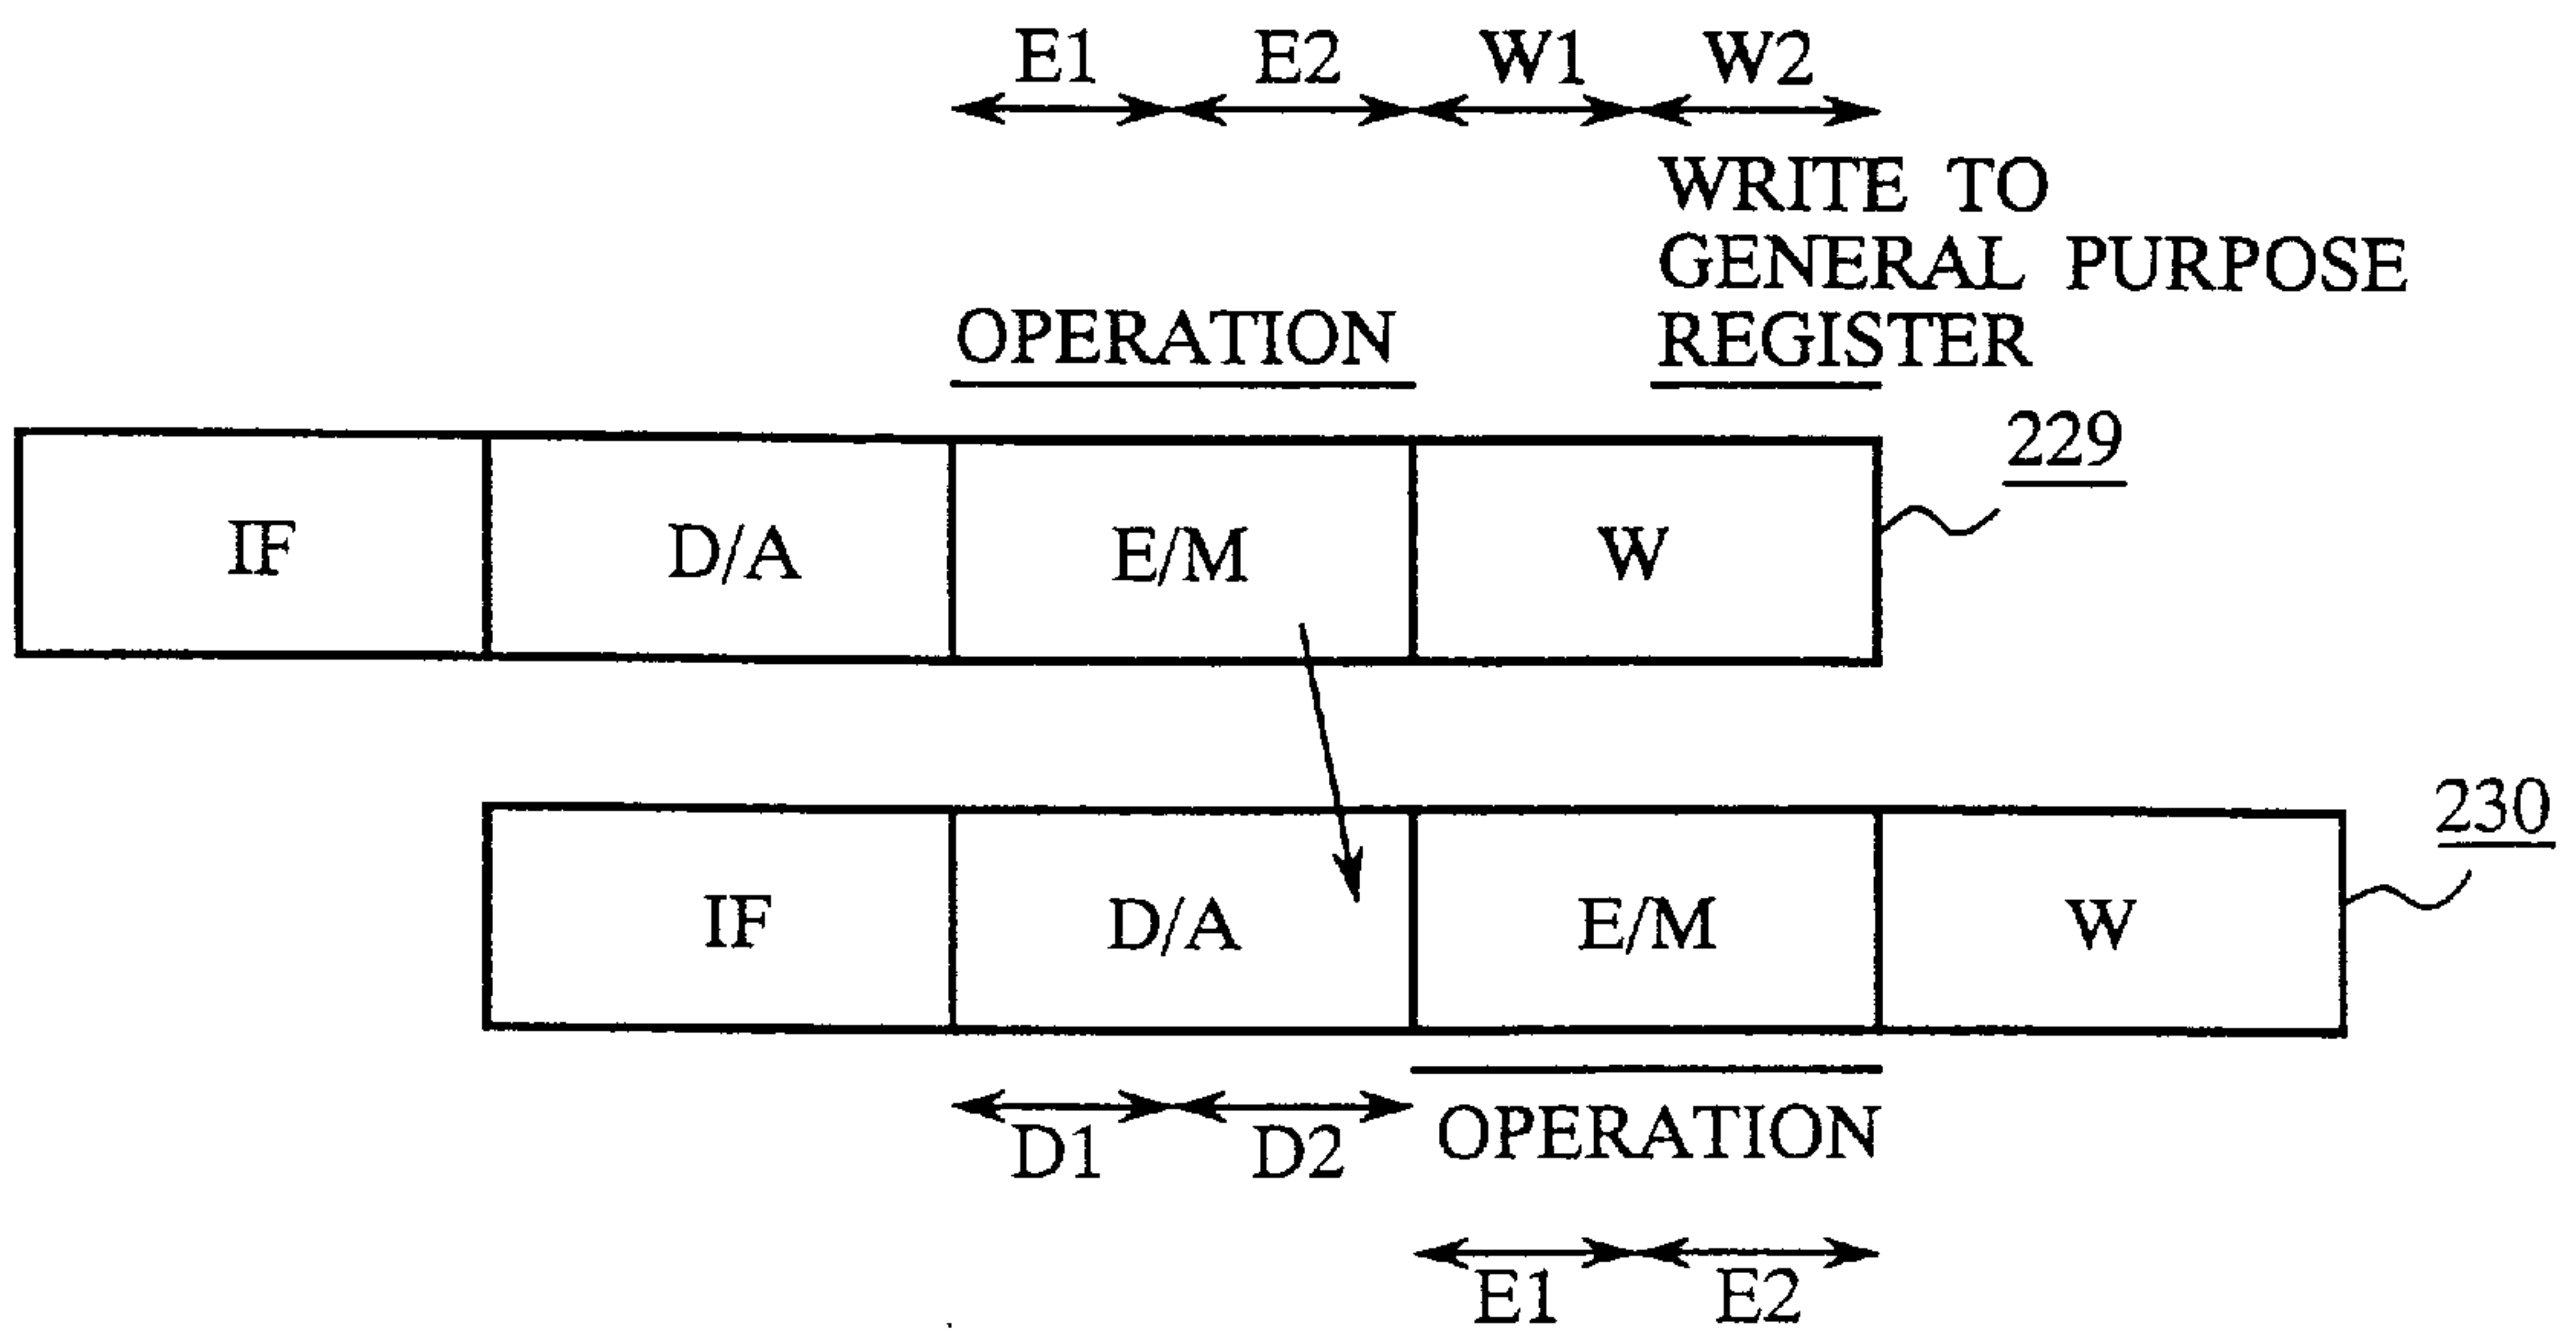 E1 E2 W1 W2
WRITE TO
GENERAL PURPOSE
OPERATION REGISTER
229
IF D/A E/M W
230
IF D/A E/M W
D1 D2 OPERATION
E1 E2